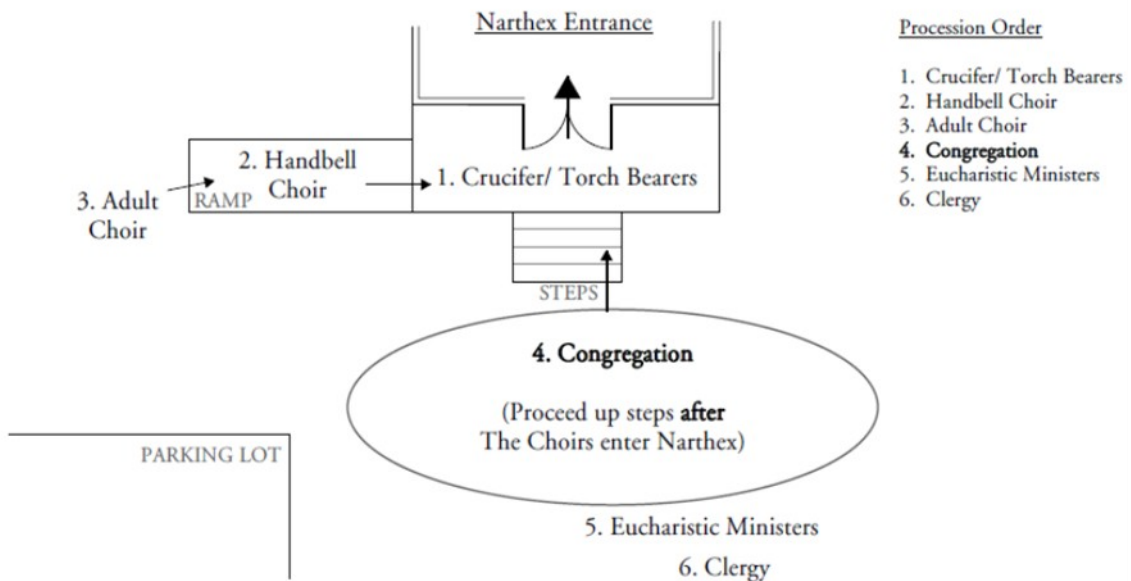 Narthex Entrance
2. Handbell
Choir
1. Crucifer/ Torch Bearers
3. Adult
Choir
RAMP
STEPS
4. Congregation
(Proceed up steps after
The Choirs enter Narthex)
PARKING LOT
5. Eucharistic Ministers
6. Clergy
Procession Order
1. Crucifer/ Torch Bearers
2. Handbell Choir
3. Adult Choir
4. Congregation
5. Eucharistic Ministers
6. Clergy